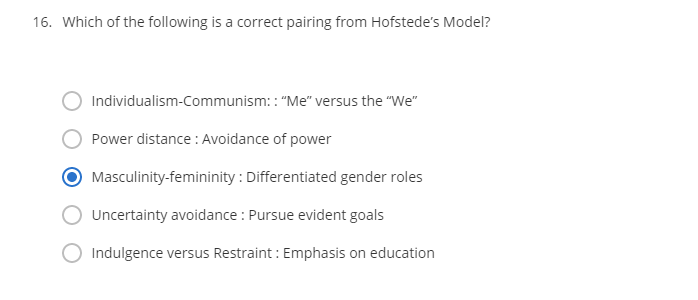 16. Which of the following is a correct pairing from Hofstede's Model?
Individualism-Communism: : “Me” versus the “We”
Power distance : Avoidance of power
Masculinity-femininity : Differentiated gender roles
Uncertainty avoidance : Pursue evident goals
Indulgence versus Restraint : Emphasis on education